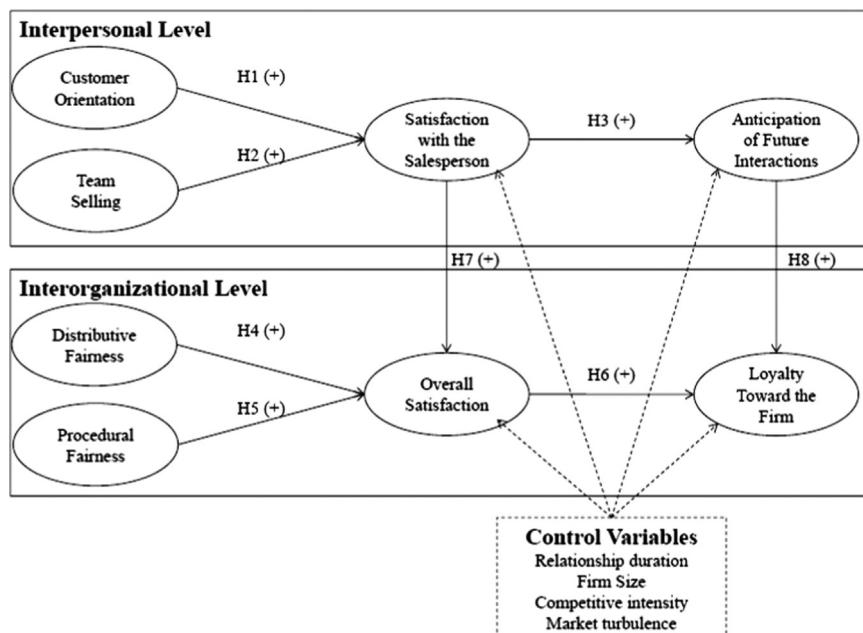 Interpersonal Level
Customer
Orientation
H1 (+)
H2 (+)
Team
Selling
Satisfaction
with the
Salesperson
H3 (+)
Anticipation
of Future
Interactions
H7 (+)
H8 (+)
Interorganizational Level
Distributive
Fairness
H4 (+)
H5 (+)
Procedural
Fairness
Overall
Satisfaction
H6 (+)
Loyalty
Toward the
Firm
Control Variables
Relationship duration
Firm Size
Competitive intensity
Market turbulence